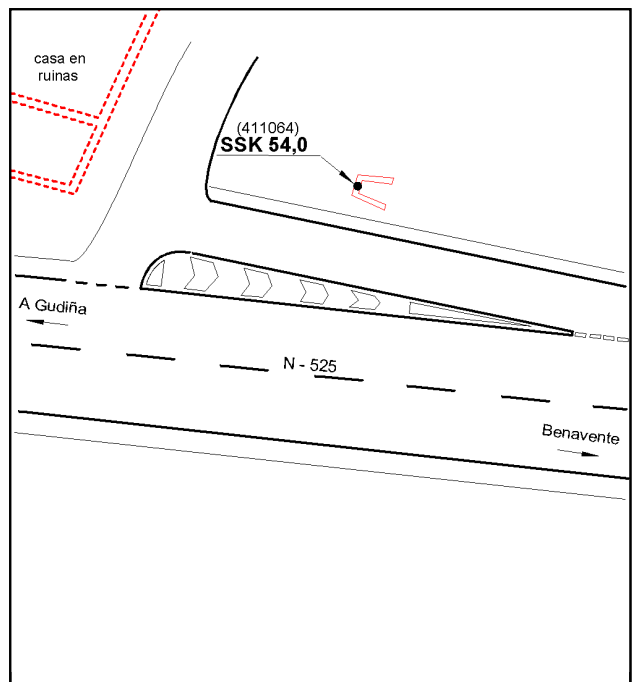 casa en
ruinas
(411064)
SSK 54,0
A Gudiña
N - 525
Benavente